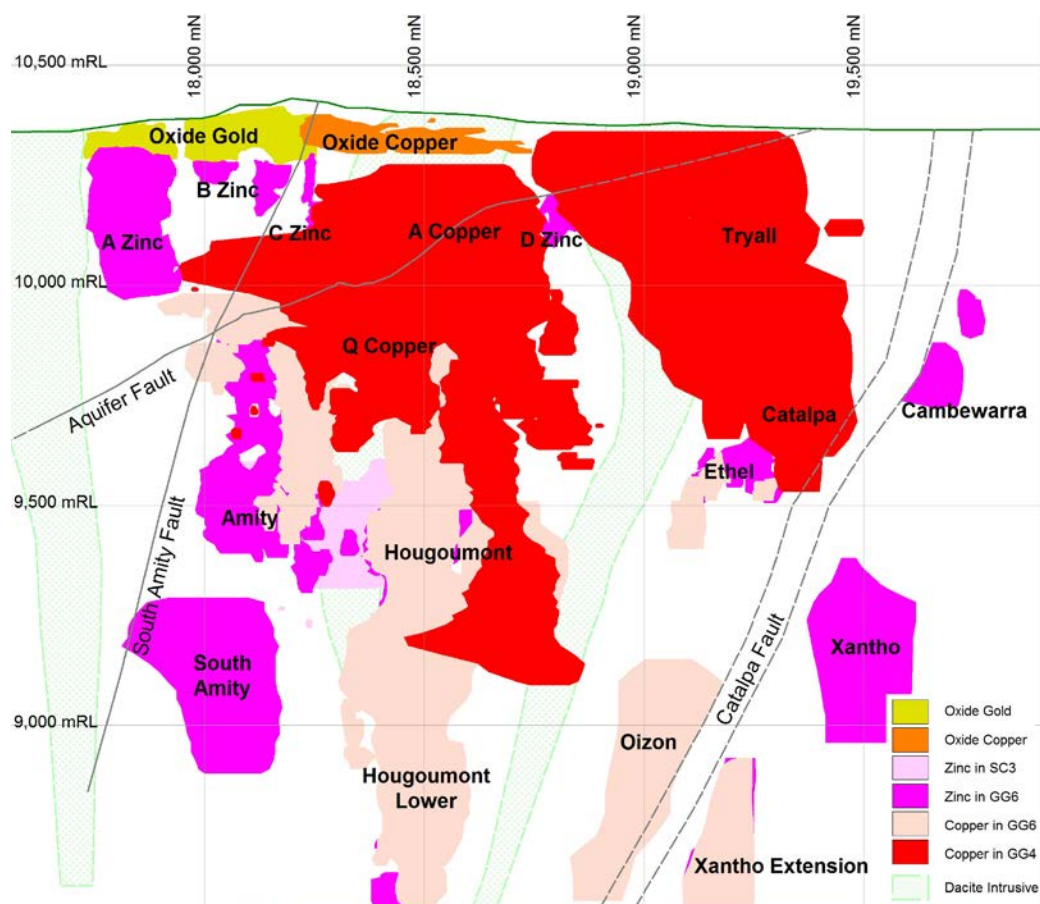 18,000 mN
18,500 mN
19,000 mN
19,500 mN
10,500 mRL
Oxide Gold
Oxide Copper
B Zinc
A Zinc
C Zinc
A Copper
D Zinc
Tryall
10,000 mRL
Q Copper
Aquifer Fault
Catalpa
Cambewarra
Ethel
9,500 mRL
Amity
Hougoumont
South Amity Fault
Xantho
South
Amity
Catalpa Fault
9,000 mRL
Oizon
Hougoumont
Lower
Xantho Extension
Oxide Gold
Oxide Copper
Zinc in SC3
Zinc in GG6
Copper in GG6
Copper in GG4
Dacite Intrusive